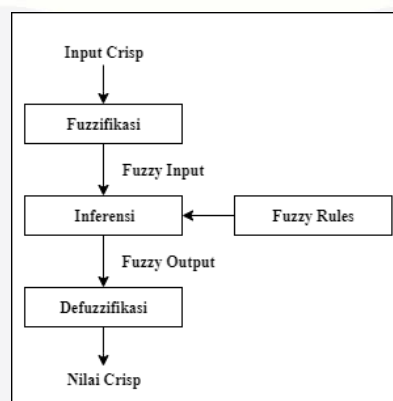 Input Crisp
Fuzzifikasi
Fuzzy Input
Inferensi
Fuzzy Rules
Fuzzy Output
Defuzzifikasi
Nilai Crisp